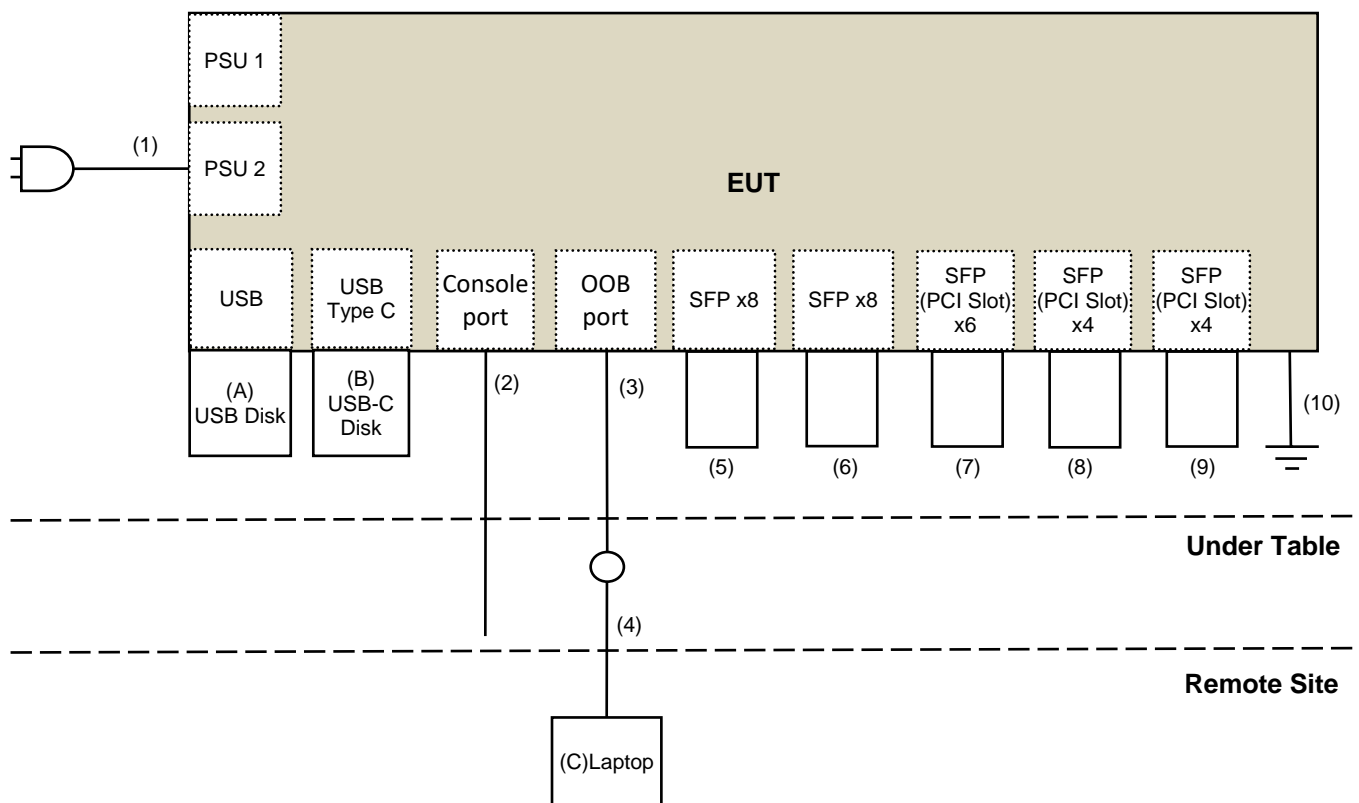 PSU 1
(1)
PSU 2
EUT
USB
USB
Type C
Console
port
OOB
port
SFP x8
SFP x8
SFP
(PCI Slot)
x6
SFP
(PCI Slot)
x4
SFP
(PCI Slot)
x4
(A)
USB Disk
(B)
USB-C
Disk
(2)
(3)
(5)
(6)
(7)
(8)
(9)
(10)
Under Table
(4)
Remote Site
(C)Laptop